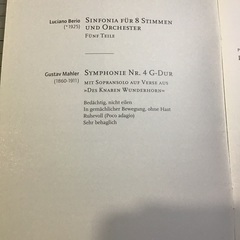 Luciano Berio SINFONIA FÜR 8 STIMMEN
(*1925) UND ORCHESTER
FÜNF TEILE
Gustav Mahler SYMPHONIE NR. 4 G-DUR
(1860-1911) MIT SOPRANSOLO AUF VERSE AUS
»DES KNABEN WUNDERHORN«
Bedächtig, nicht eilen
In gemächlicher Bewegung, ohne Hast
Ruhevoll (Poco adagio)
Sehr behaglich